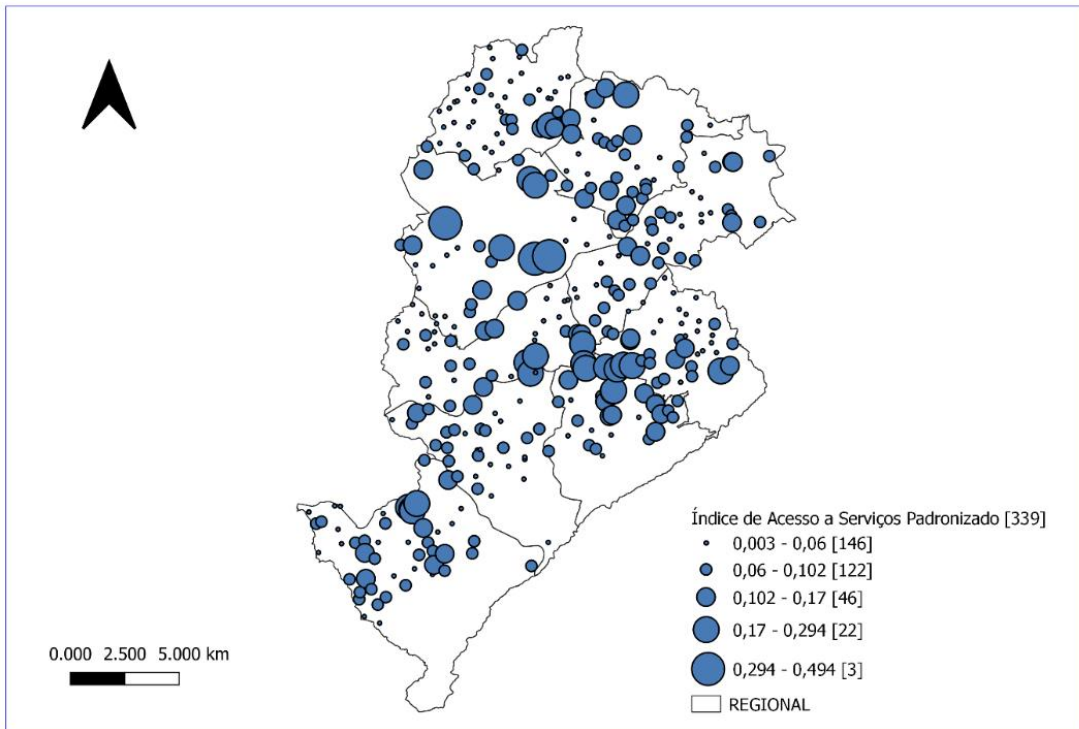 Índice de Acesso a Serviços Padronizado [339]
0,003 - 0,06 [146]
0,06 - 0,102 [122]
0,102 - 0,17 [46]
0,17 - 0,294 [22]
0,294 - 0,494 [3]
REGIONAL
0.000 2.500 5.000 km